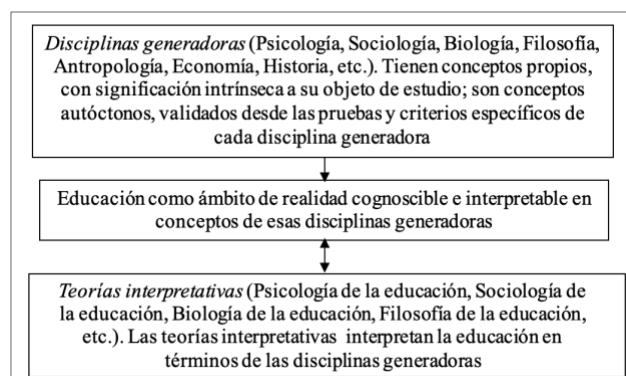 Disciplinas generadoras (Psicología, Sociología, Biología, Filosofía,
Antropología, Economía, Historia, etc.). Tienen conceptos propios,
con significación intrínseca a su objeto de estudio; son conceptos
autóctonos, validados desde las pruebas y criterios específicos de
cada disciplina generadora
Educación como ámbito de realidad cognoscible e interpretable en
conceptos de esas disciplinas generadoras
Teorías interpretativas (Psicología de la educación, Sociología de
la educación, Biología de la educación, Filosofía de la educación,
etc.). Las teorías interpretativas interpretan la educación en
términos de las disciplinas generadoras